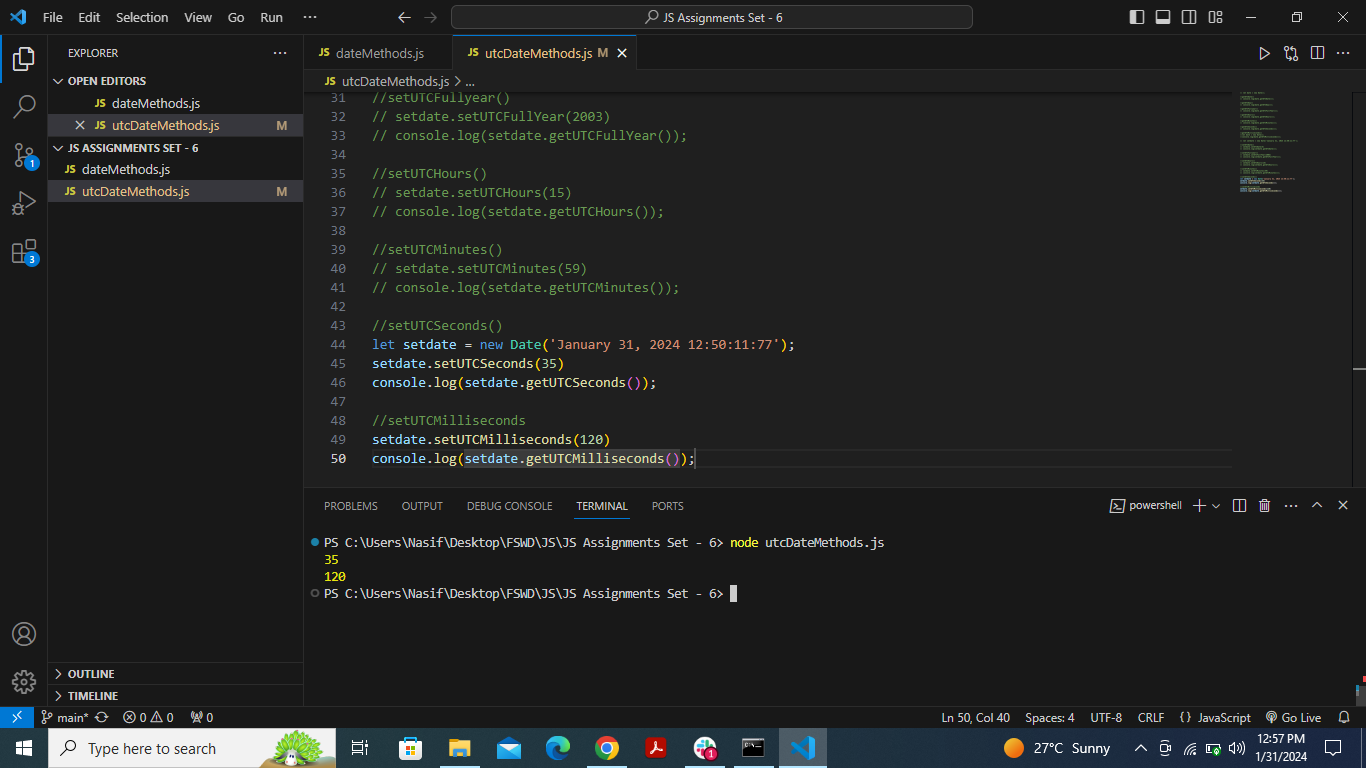 File Edit Selection View Go Run ··· JS Assignments Set - 6
EXPLORER ···
OPEN EDITORS
JS dateMethods.js
JS utcDateMethods.js M
JS ASSIGNMENTS SET - 6
JS dateMethods.js
JS utcDateMethods.js M
1
3
OUTLINE
TIMELINE
JS dateMethods.js JS utcDateMethods.js M
JS utcDateMethods.js > ...
31 //setUTCFullyear()
32 // setdate.setUTCFullYear(2003)
33 // console.log(setdate.getUTCFullYear());
34
35 //setUTCHours()
36 // setdate.setUTCHours(15)
37 // console.log(setdate.getUTCHours());
38
39 //setUTCMinutes()
40 // setdate.setUTCMinutes(59)
41 // console.log(setdate.getUTCMinutes());
42
43 //setUTCSeconds()
44 let setdate = new Date('January 31, 2024 12:50:11:77');
45 setdate.setUTCSeconds(35)
46 console.log(setdate.getUTCSeconds());
47
48 //setUTCMilliseconds
49 setdate.setUTCMilliseconds(120)
50 console.log(setdate.getUTCMilliseconds());
PROBLEMS OUTPUT DEBUG CONSOLE TERMINAL PORTS powershell
PS C:\Users\Nasif\Desktop\FSWD\JS\JS Assignments Set - 6> node utcDateMethods.js
35
120
PS C:\Users\Nasif\Desktop\FSWD\JS\JS Assignments Set - 6>
main* 0 0 0 Ln 50, Col 40 Spaces: 4 UTF-8 CRLF {} JavaScript Go Live
Type here to search 1 27°C Sunny 12:57 PM
1/31/2024